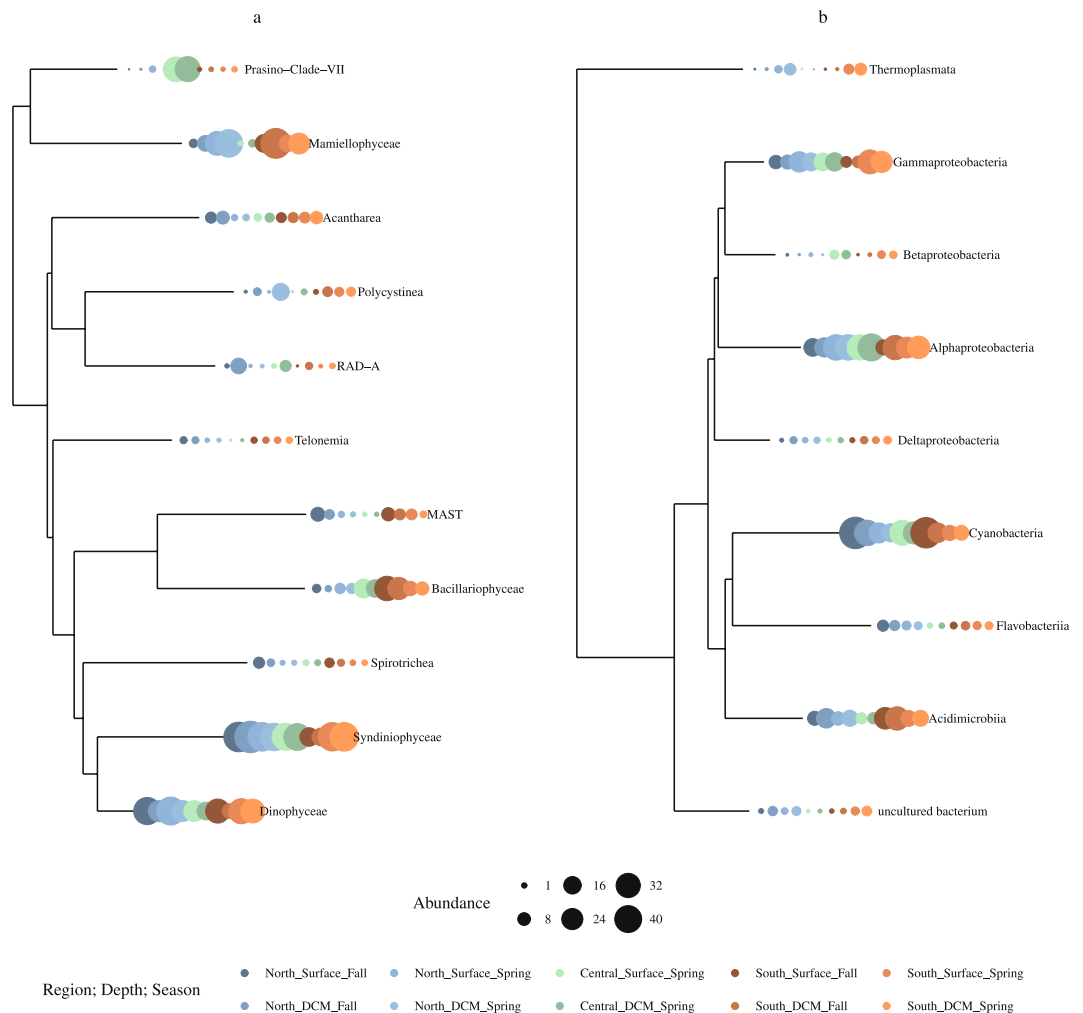 a
b
Prasino–Clade–VII
Thermoplasmata
Mamiellophyceae
Gammaproteobacteria
Acantharea
Betaproteobacteria
Polycystinea
Alphaproteobacteria
RAD–A
Telonemia
Deltaproteobacteria
MAST
Cyanobacteria
Bacillariophyceae
Flavobacteriia
Spirotrichea
Acidimicrobiia
Syndiniophyceae
Dinophyceae
uncultured bacterium
Abundance
1 16 32
8 24 40
Region; Depth; Season
North_Surface_Fall North_Surface_Spring Central_Surface_Spring South_Surface_Fall South_Surface_Spring
North_DCM_Fall North_DCM_Spring Central_DCM_Spring South_DCM_Fall South_DCM_Spring